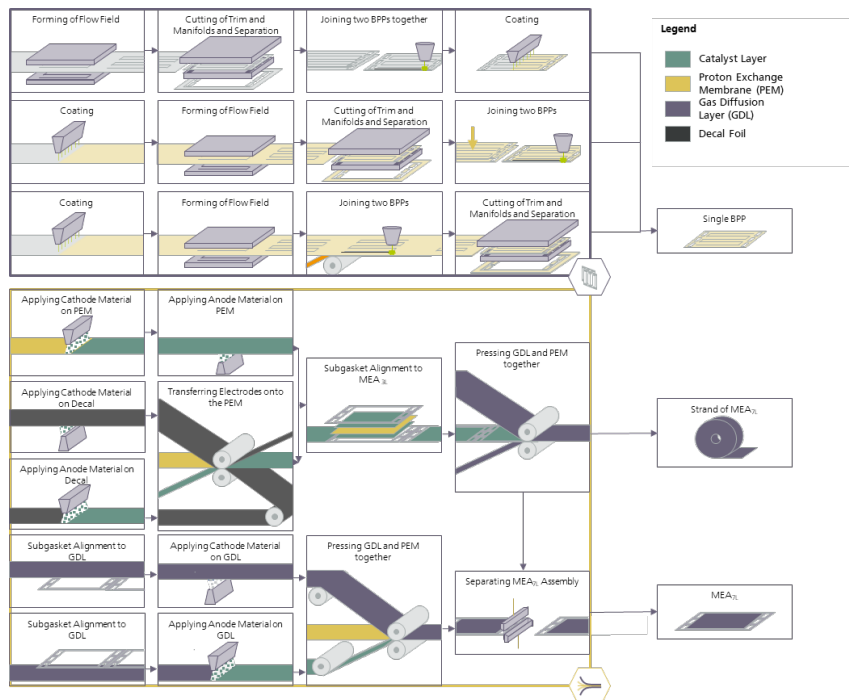 Forming of Flow Field
Cutting of Trim and
Manifolds and Separation
Joining two BPPs together
Coating
Coating
Forming of Flow Field
Cutting of Trim and
Manifolds and Separation
Joining two BPPs
Coating
Forming of Flow Field
Joining two BPPs
Cutting of Trim and
Manifolds and Separation
Legend
Catalyst Layer
Proton Exchange
Membrane (PEM)
Gas Diffusion
Layer (GDL)
Decal Foil
Single BPP
Applying Cathode Material
on PEM
Applying Anode Material on
PEM
Applying Cathode Material
on Decal
Transferring Electrodes onto
the PEM
Applying Anode Material on
Decal
Subgasket Alignment to
MEA 3L
Pressing GDL and PEM
together
Strand of MEA7L
Subgasket Alignment to
GDL
Applying Cathode Material
on GDL
Pressing GDL and PEM
together
Subgasket Alignment to
GDL
Applying Anode Material on
GDL
Separating MEA7L Assembly
MEA7L